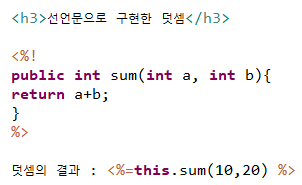 <h3>선언문으로 구현한 덧셈</h3>
<%!
public int sum(int a, int b){
return a+b;
}
%>
덧셈의 결과 : <%=this.sum(10,20) %>